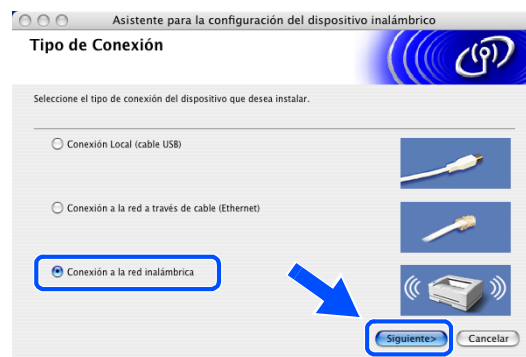 Asistente para la configuración del dispositivo inalámbrico
Tipo de Conexión
Seleccione el tipo de conexión del dispositivo que desea instalar.
Conexión Local (cable USB)
Conexión a la red a través de cable (Ethernet)
Conexión a la red inalámbrica
Siguiente>
Cancelar